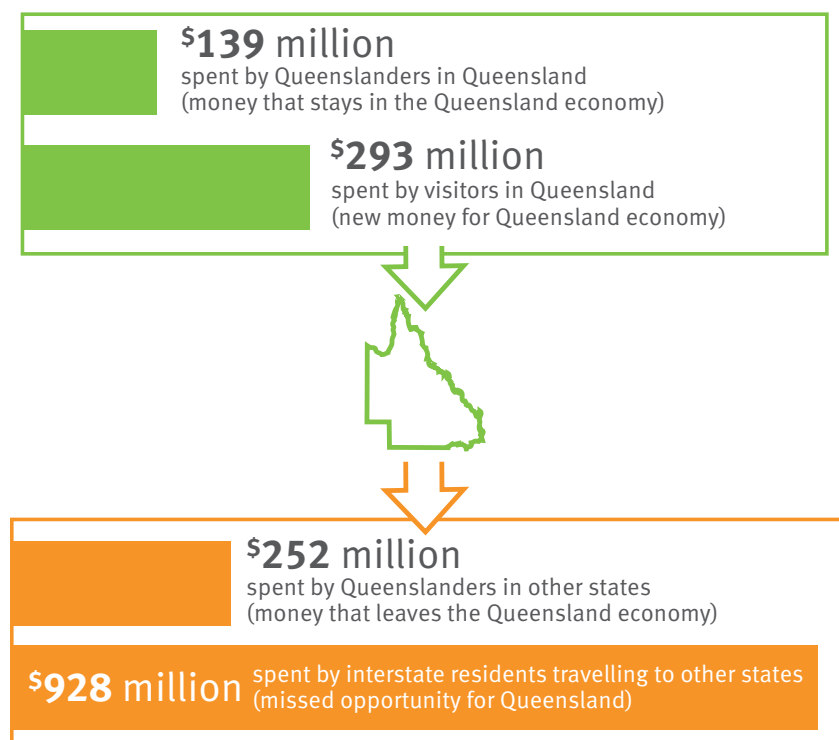 $139 million
spent by Queenslanders in Queensland
(money that stays in the Queensland economy)
$293 million
spent by visitors in Queensland
(new money for Queensland economy)
$252 million
spent by Queenslanders in other states
(money that leaves the Queensland economy)
$928 million
spent by interstate residents travelling to other states
(missed opportunity for Queensland)